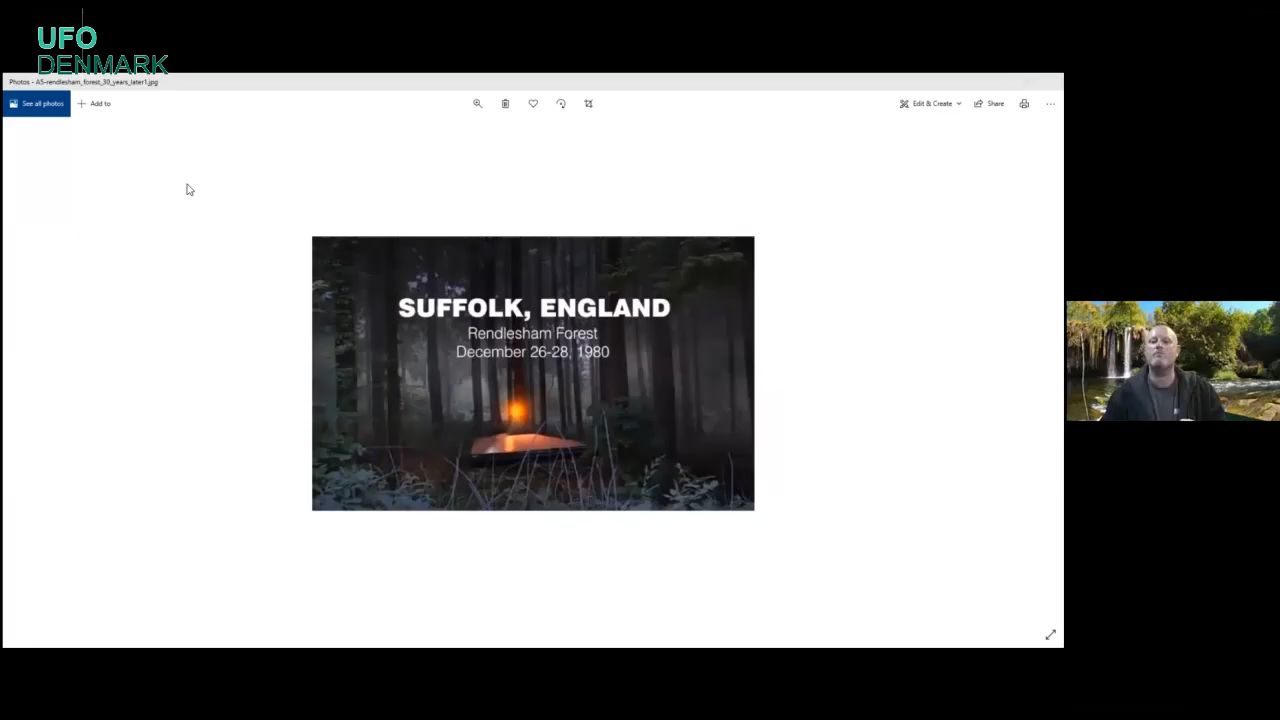 UFO
DENMARK
Photos - A5-rendlesham_forest_30_years_later1.jpg
See all photos
Add to
Edit & Create
Share
SUFFOLK, ENGLAND
Rendlesham Forest
December 26-28, 1980